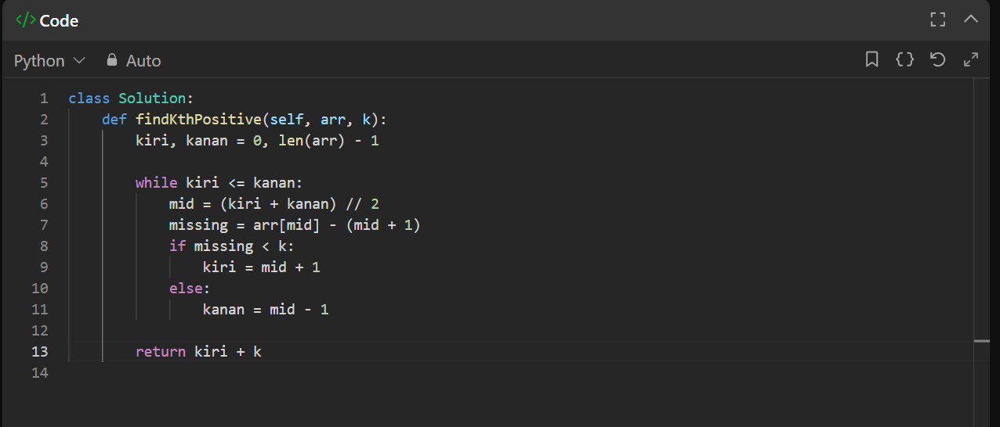 </> Code
Python Auto
1 class Solution:
2     def findKthPositive(self, arr, k):
3         kiri, kanan = 0, len(arr) - 1
4
5         while kiri <= kanan:
6             mid = (kiri + kanan) // 2
7             missing = arr[mid] - (mid + 1)
8             if missing < k:
9                 kiri = mid + 1
10             else:
11                 kanan = mid - 1
12
13         return kiri + k
14